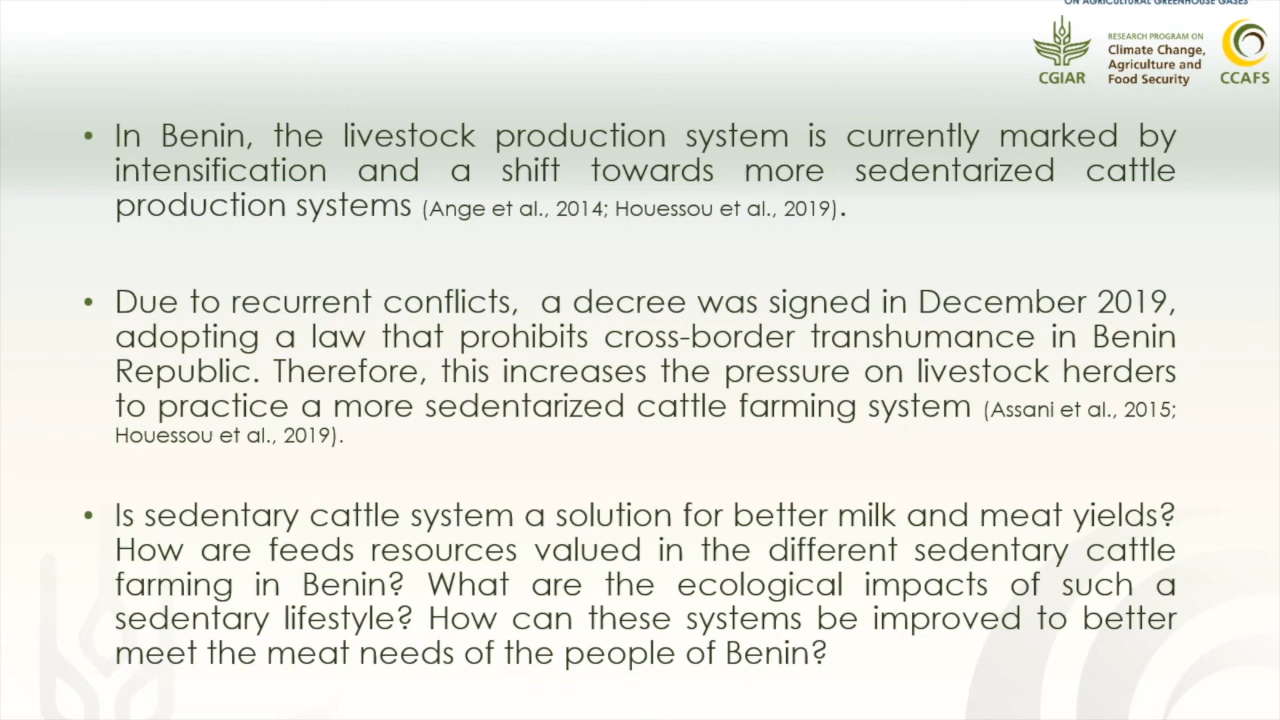 ON AGRICULTURAL GREENHOUSE GASES
CGIAR
RESEARCH PROGRAM ON
Climate Change,
Agriculture and
Food Security
CCAFS
• In Benin, the livestock production system is currently marked by
intensification and a shift towards more sedentarized cattle
production systems (Ange et al., 2014; Houessou et al., 2019).
• Due to recurrent conflicts, a decree was signed in December 2019,
adopting a law that prohibits cross-border transhumance in Benin
Republic. Therefore, this increases the pressure on livestock herders
to practice a more sedentarized cattle farming system (Assani et al., 2015;
Houessou et al., 2019).
• Is sedentary cattle system a solution for better milk and meat yields?
How are feeds resources valued in the different sedentary cattle
farming in Benin? What are the ecological impacts of such a
sedentary lifestyle? How can these systems be improved to better
meet the meat needs of the people of Benin?